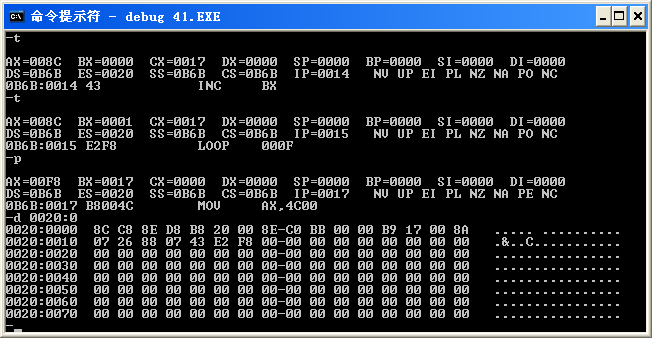 命令提示符 - debug 41.EXE
-t
AX=008C BX=0000 CX=0017 DX=0000 SP=0000 BP=0000 SI=0000 DI=0000
DS=0B6B ES=0020 SS=0B6B CS=0B6B IP=0014 NV UP EI PL NZ NA PO NC
0B6B:0014 43 INC BX
-t
AX=008C BX=0001 CX=0017 DX=0000 SP=0000 BP=0000 SI=0000 DI=0000
DS=0B6B ES=0020 SS=0B6B CS=0B6B IP=0015 NV UP EI PL NZ NA PO NC
0B6B:0015 E2F8 LOOP 000F
-p
AX=00F8 BX=0017 CX=0000 DX=0000 SP=0000 BP=0000 SI=0000 DI=0000
DS=0B6B ES=0020 SS=0B6B CS=0B6B IP=0017 NV UP EI PL NZ NA PE NC
0B6B:0017 B8004C MOV AX,4C00
-d 0020:0
0020:0000 8C C8 8E D8 B8 20 00 8E-C0 BB 00 00 B9 17 00 8A ..... ..........
0020:0010 07 26 88 07 43 E2 F8 00-00 00 00 00 00 00 00 00 .&..C...........
0020:0020 00 00 00 00 00 00 00 00-00 00 00 00 00 00 00 00 ................
0020:0030 00 00 00 00 00 00 00 00-00 00 00 00 00 00 00 00 ................
0020:0040 00 00 00 00 00 00 00 00-00 00 00 00 00 00 00 00 ................
0020:0050 00 00 00 00 00 00 00 00-00 00 00 00 00 00 00 00 ................
0020:0060 00 00 00 00 00 00 00 00-00 00 00 00 00 00 00 00 ................
0020:0070 00 00 00 00 00 00 00 00-00 00 00 00 00 00 00 00 ................
-